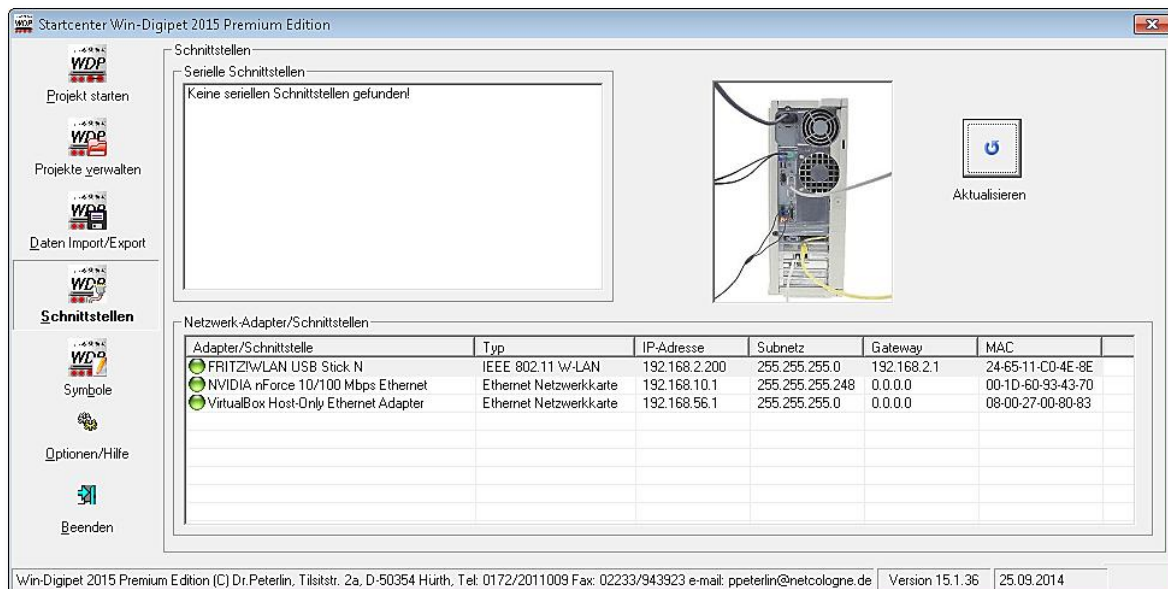 Startcenter Win-Digipet 2015 Premium Edition
WDP
Projekt starten
WDP
Projekte verwalten
WDP
Daten Import/Export
WDP
Schnittstellen
WDP
Symbole
Optionen/Hilfe
Beenden
Schnittstellen
Serielle Schnittstellen
Keine seriellen Schnittstellen gefunden!
Aktualisieren
Netzwerk-Adapter/Schnittstellen
Adapter/Schnittstelle Typ IP-Adresse Subnetz Gateway MAC
FRITZ!WLAN USB Stick N IEEE 802.11 W-LAN 192.168.2.200 255.255.255.0 192.168.2.1 24-65-11-C0-4E-8E
NVIDIA nForce 10/100 Mbps Ethernet Ethernet Netzwerkkarte 192.168.10.1 255.255.255.248 0.0.0.0 00-1D-60-93-43-70
VirtualBox Host-Only Ethernet Adapter Ethernet Netzwerkkarte 192.168.56.1 255.255.255.0 0.0.0.0 08-00-27-00-80-83
Win-Digipet 2015 Premium Edition (C) Dr.Peterlin, Tilsitstr. 2a, D-50354 Hürth, Tel: 0172/2011009 Fax: 02233/943923 e-mail: ppeterlin@netcologne.de Version 15.1.36 25.09.2014